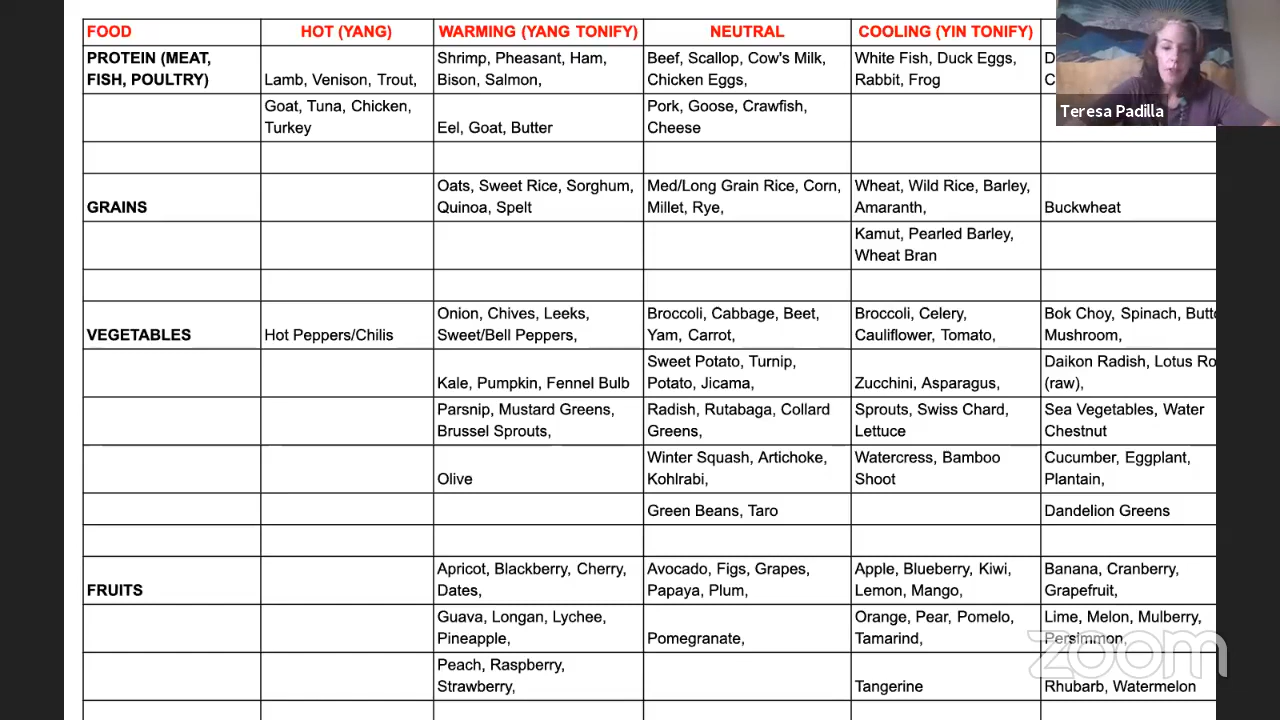 FOOD HOT (YANG) WARMING (YANG TONIFY) NEUTRAL COOLING (YIN TONIFY)
PROTEIN (MEAT, FISH, POULTRY)
Lamb, Venison, Trout,
Shrimp, Pheasant, Ham,
Bison, Salmon,
Beef, Scallop, Cow's Milk,
Chicken Eggs,
White Fish, Duck Eggs,
Rabbit, Frog
Teresa Padilla
Goat, Tuna, Chicken,
Turkey
Eel, Goat, Butter
Pork, Goose, Crawfish,
Cheese
GRAINS
Oats, Sweet Rice, Sorghum,
Quinoa, Spelt
Med/Long Grain Rice, Corn,
Millet, Rye,
Wheat, Wild Rice, Barley,
Amaranth,
Buckwheat
Kamut, Pearled Barley,
Wheat Bran
VEGETABLES
Hot Peppers/Chilis
Onion, Chives, Leeks,
Sweet/Bell Peppers,
Broccoli, Cabbage, Beet,
Yam, Carrot,
Broccoli, Celery,
Cauliflower, Tomato,
Bok Choy, Spinach,
Mushroom,
Kale, Pumpkin, Fennel Bulb
Sweet Potato, Turnip,
Potato, Jicama,
Zucchini, Asparagus,
Daikon Radish, Lotus
(raw),
Parsnip, Mustard Greens,
Brussel Sprouts,
Radish, Rutabaga, Collard
Greens,
Sprouts, Swiss Chard,
Lettuce
Sea Vegetables, Water
Chestnut
Olive
Winter Squash, Artichoke,
Kohlrabi,
Watercress, Bamboo
Shoot
Cucumber, Eggplant,
Plantain,
Green Beans, Taro
Dandelion Greens
FRUITS
Apricot, Blackberry, Cherry,
Dates,
Avocado, Figs, Grapes,
Papaya, Plum,
Apple, Blueberry, Kiwi,
Lemon, Mango,
Banana, Cranberry,
Grapefruit,
Guava, Longan, Lychee,
Pineapple,
Pomegranate,
Orange, Pear, Pomelo,
Tamarind,
Lime, Melon, Mulberry,
Persimmon,
zoom
Peach, Raspberry,
Strawberry,
Tangerine
Rhubarb, Watermelon